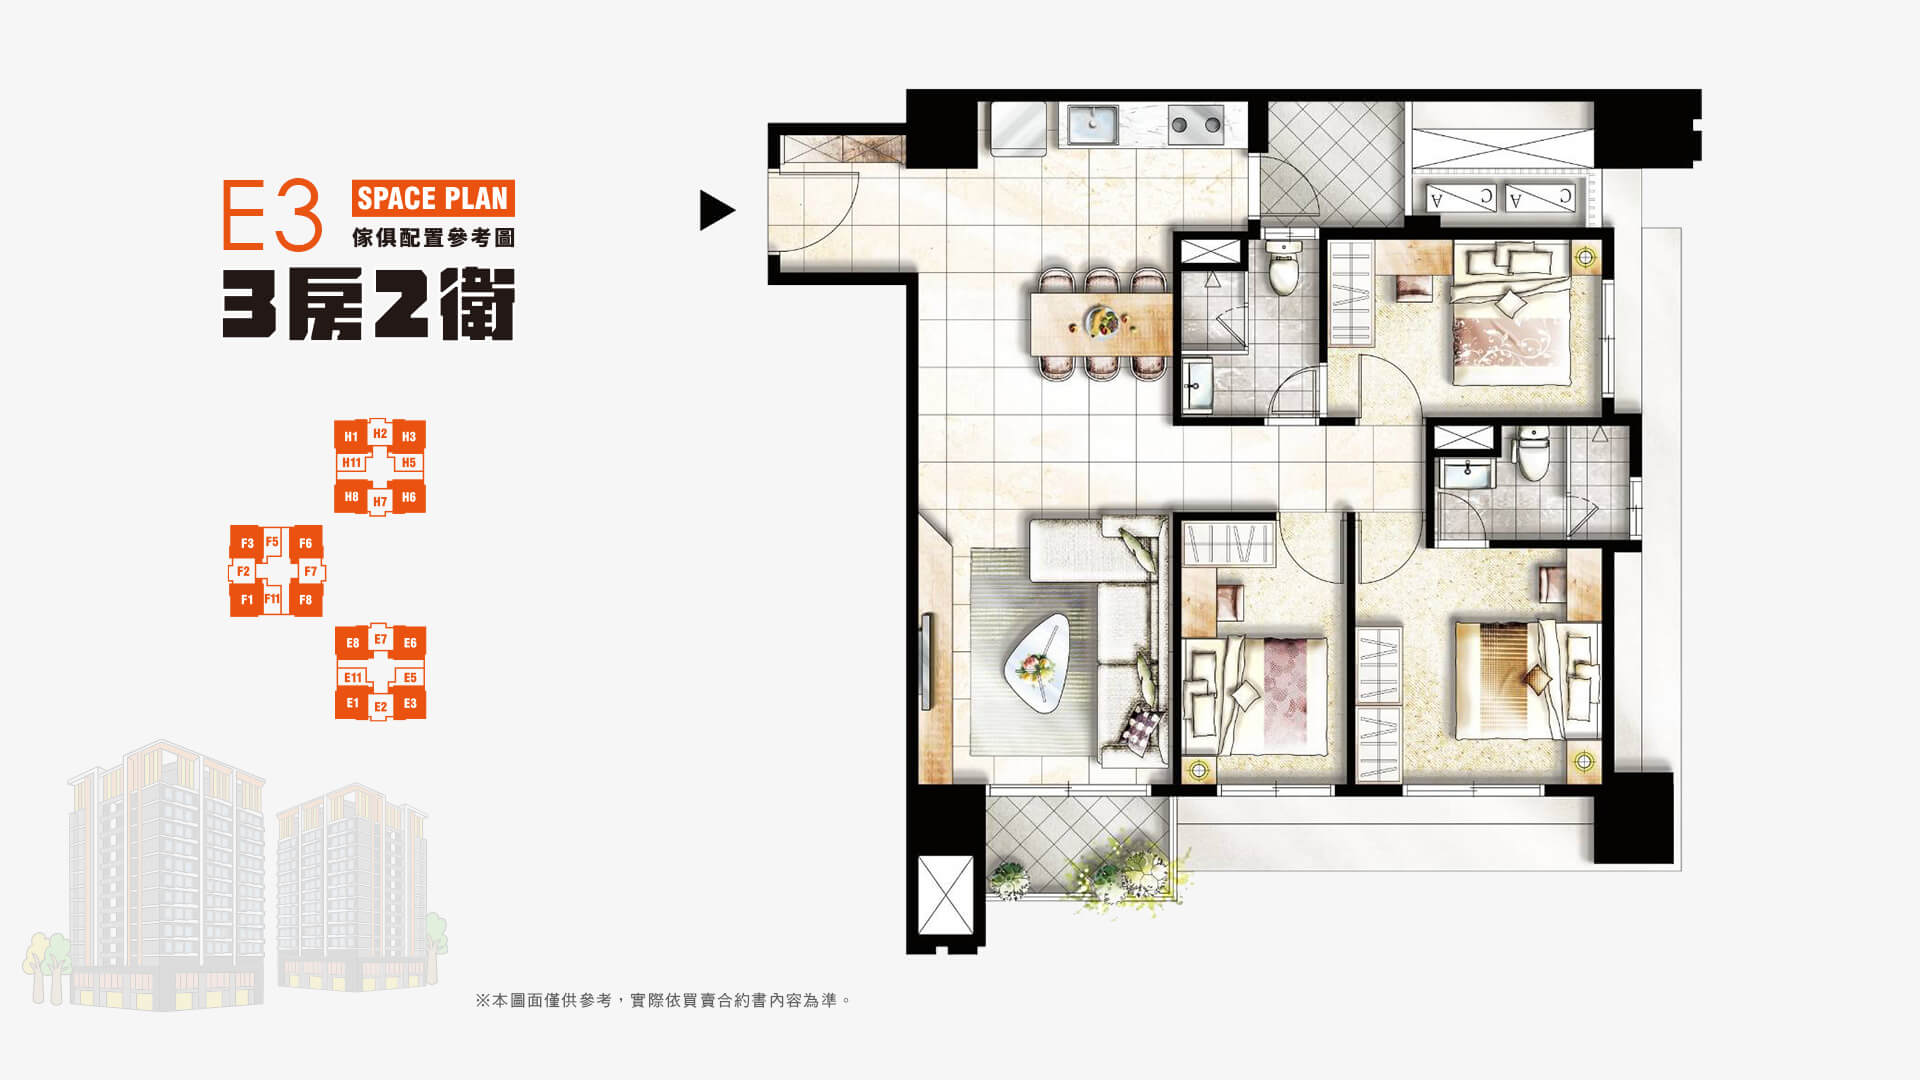 E3
SPACE PLAN
傢俱配置參考圖
3房2衛
H1 H2 H3
H11 H5
H8 H7 H6
F3 F5 F6
F2 F7
F1 F11 F8
E8 E7 E6
E11 E5
E1 E2 E3
A C A C
※本圖面僅供參考，實際依買賣合約書內容為準。